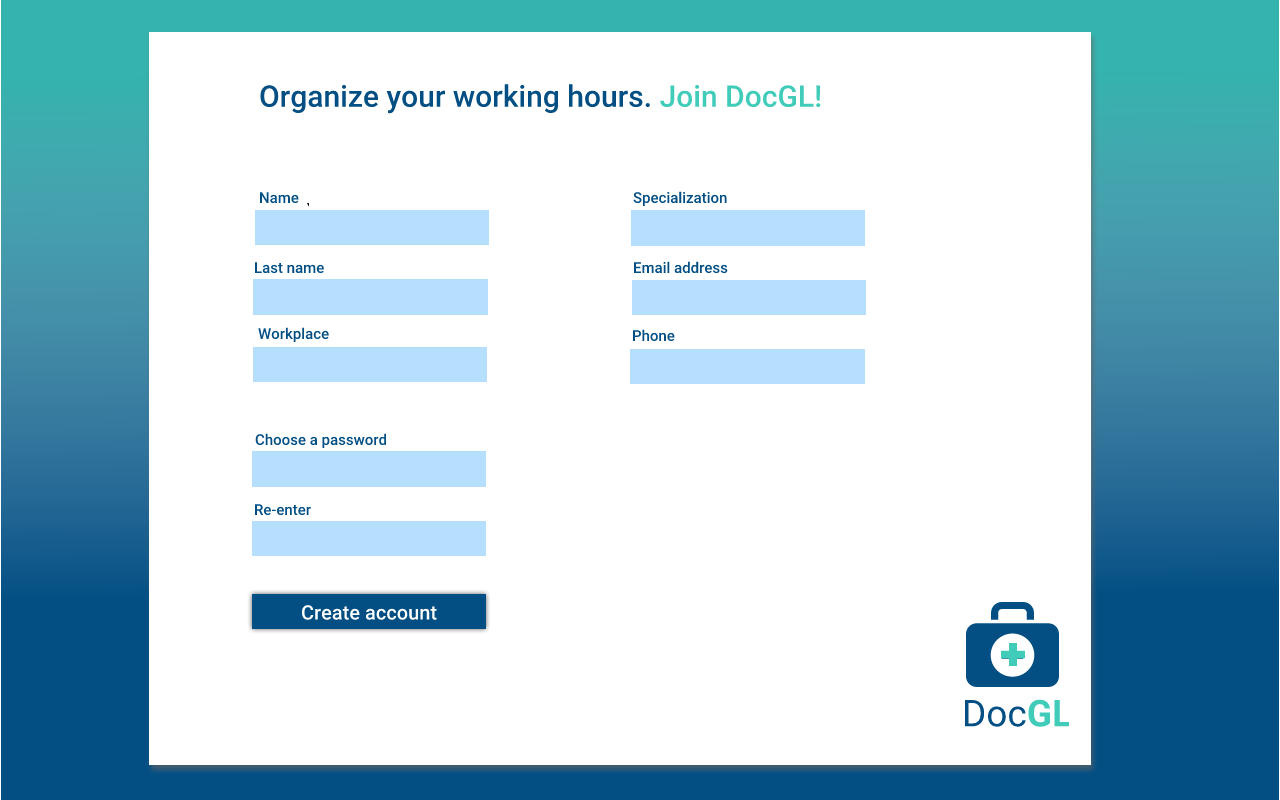 Organize your working hours. Join DocGL!
Name
Specialization
Last name
Email address
Workplace
Phone
Choose a password
Re-enter
Create account
DocGL